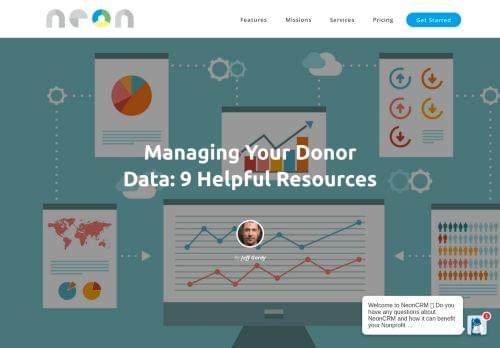 neon
Features
Missions
Services
Pricing
Get Started
Managing Your Donor
Data: 9 Helpful Resources
by Jeff Gordy
Welcome to NeonCRM ▯ Do you
have any questions about
NeonCRM and how it can benefit
your Nonprofit ...
1